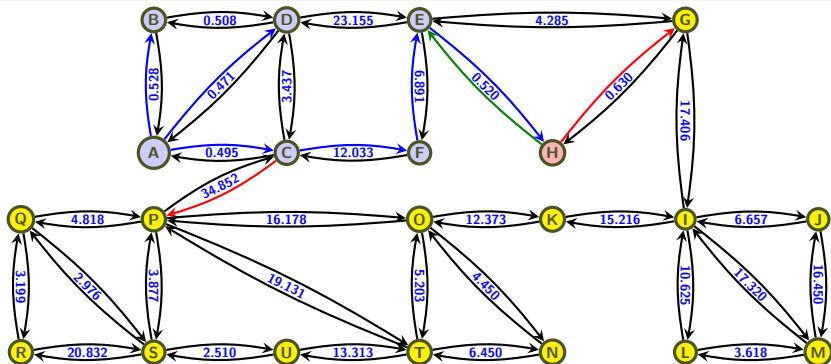 B 0.508 D 23.155 E 4.285 G
0.528 0.471 3.437 6.891 0.520 0.630 17.406
A 0.495 C 12.033 F H
34.852
Q 4.818 P 16.178 O 12.373 K 15.216 I 6.657 J
3.199 2.976 3.877 19.131 5.203 4.450 10.625 17.320 16.450
R 20.832 S 2.510 U 13.313 T 6.450 N L 3.618 M